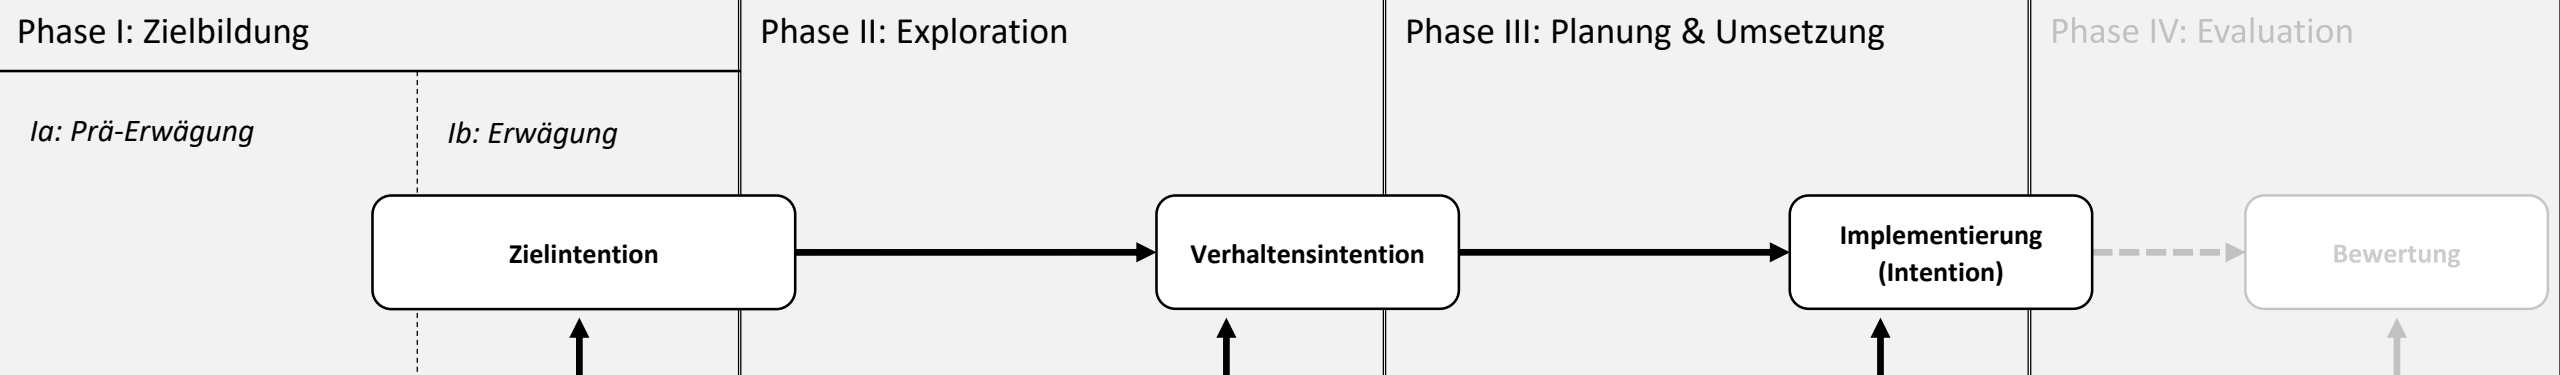 Phase I: Zielbildung
Phase II: Exploration
Phase III: Planung & Umsetzung
Phase IV: Evaluation
Ia: Prä-Erwägung
Ib: Erwägung
Zielintention
Verhaltensintention
Implementierung
(Intention)
Bewertung